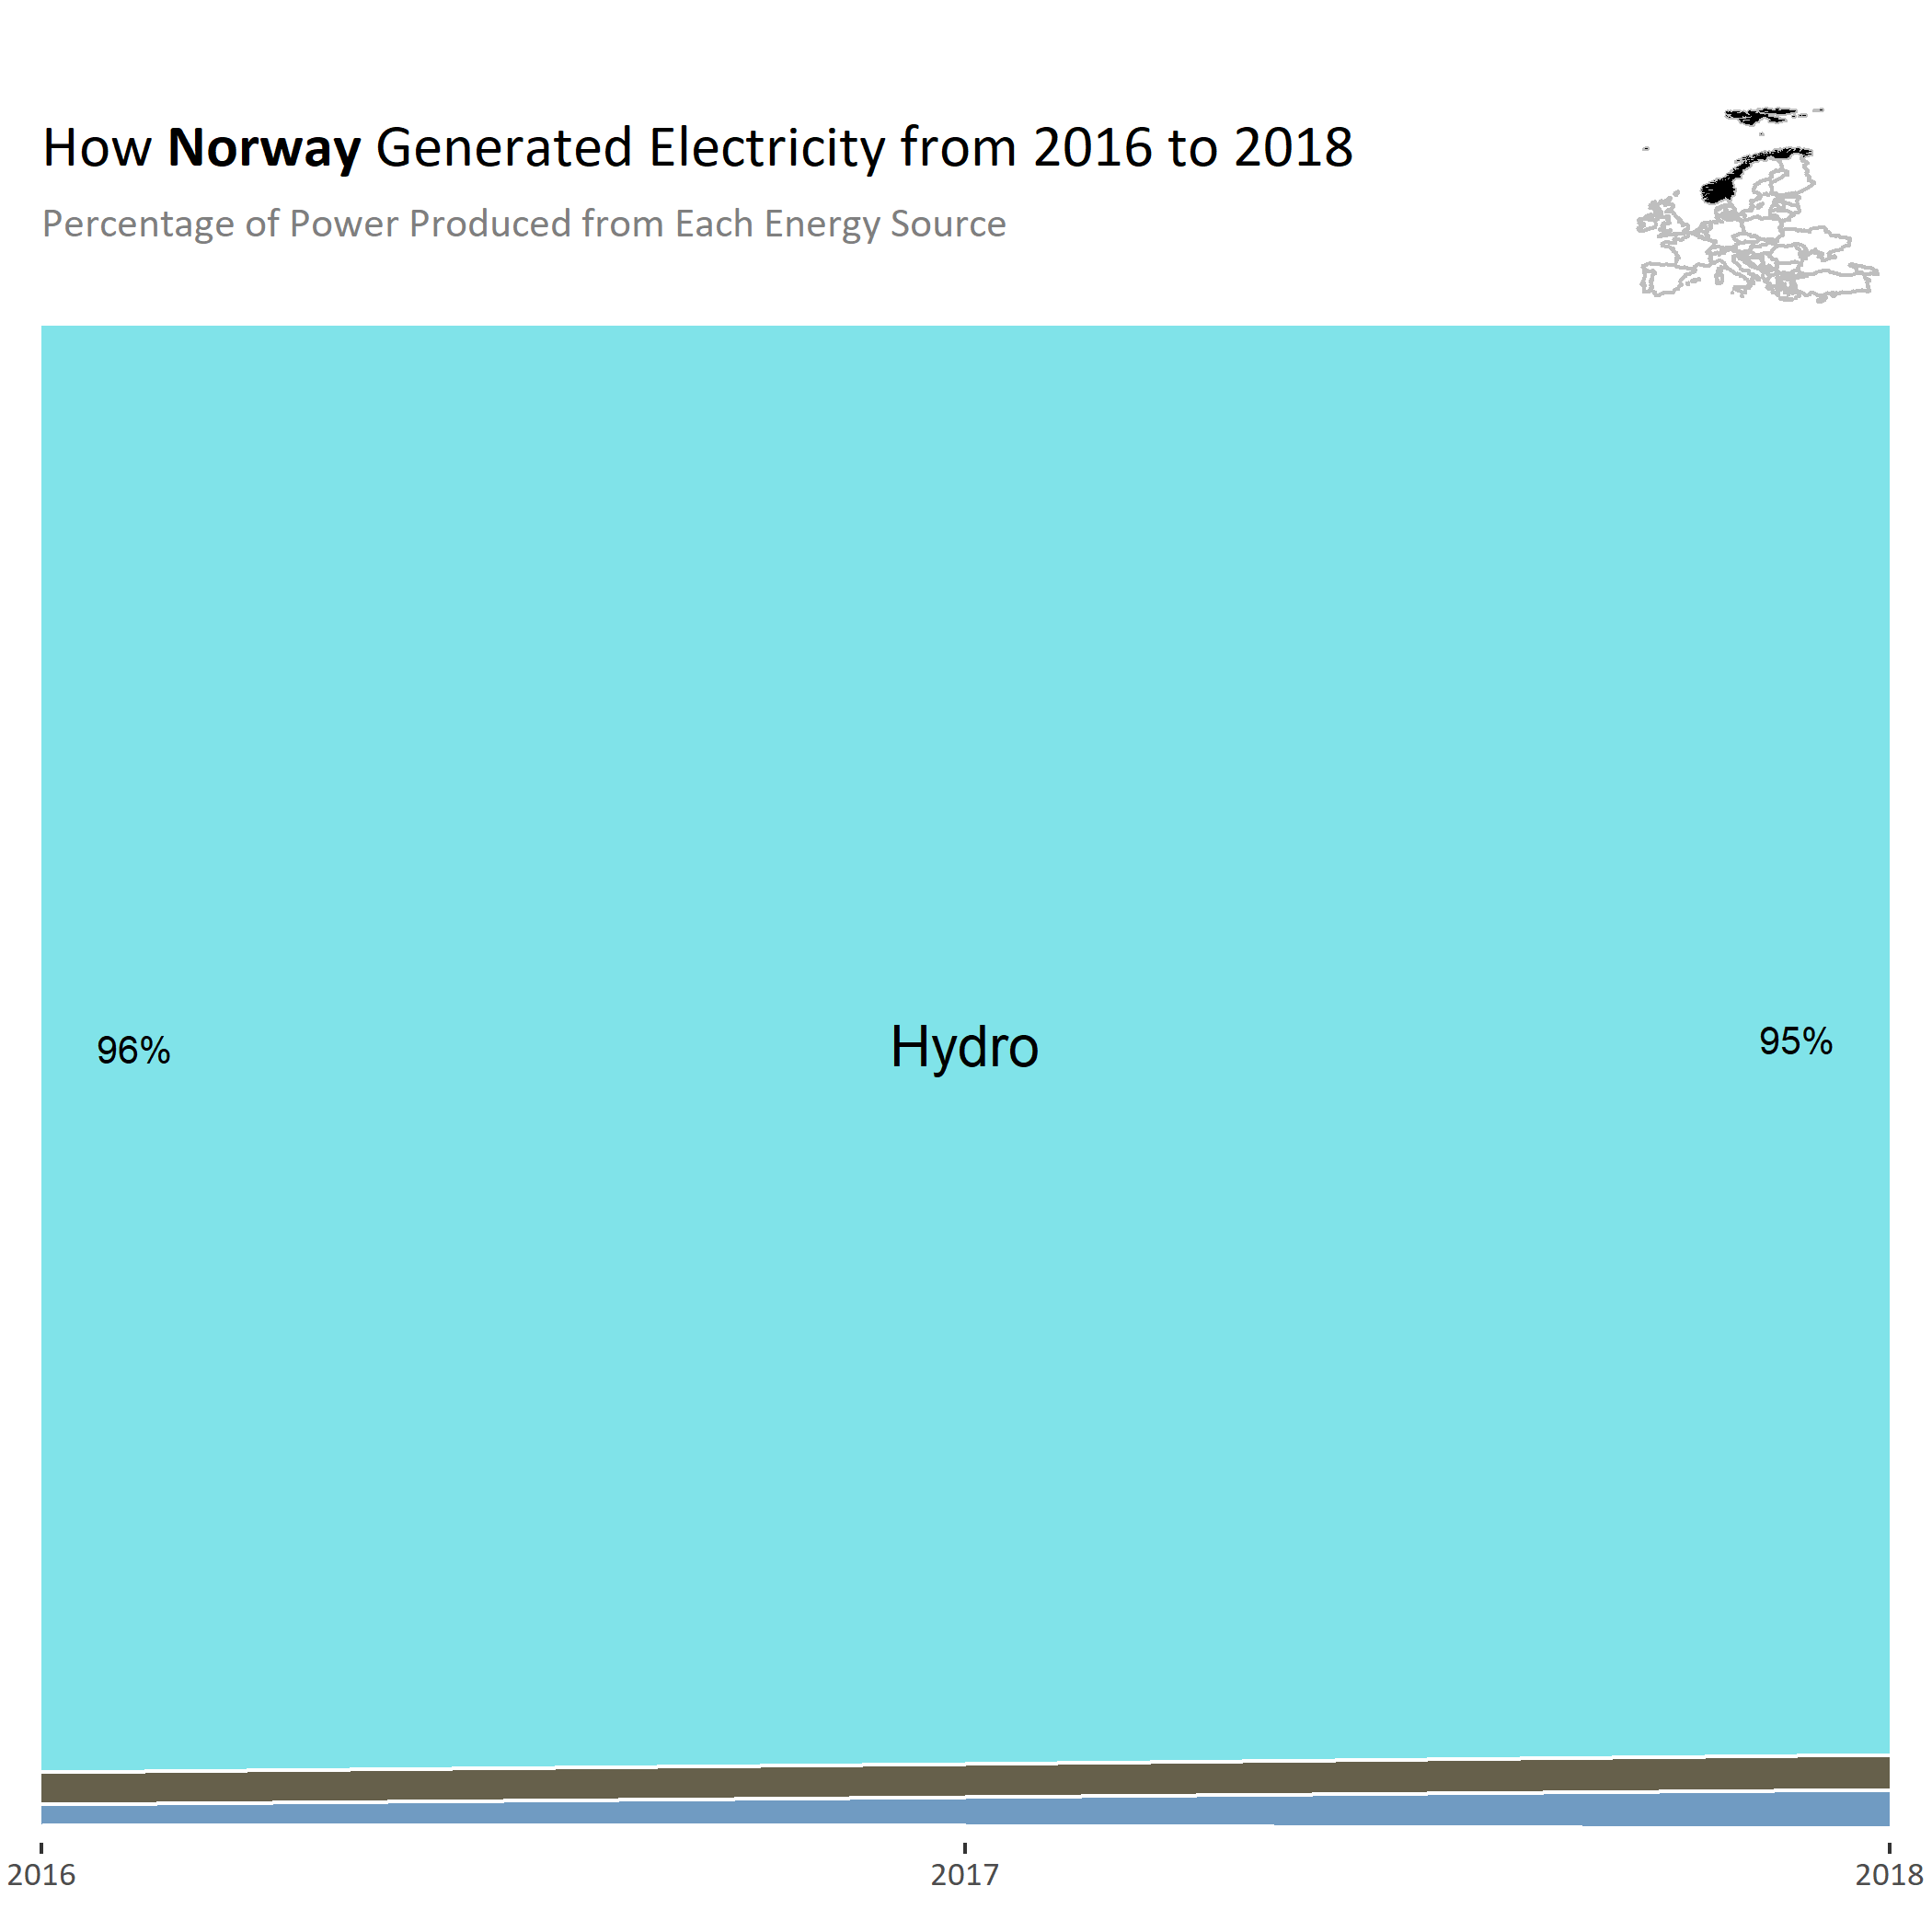 How Norway Generated Electricity from 2016 to 2018
Percentage of Power Produced from Each Energy Source
96%
Hydro
95%
2016
2017
2018